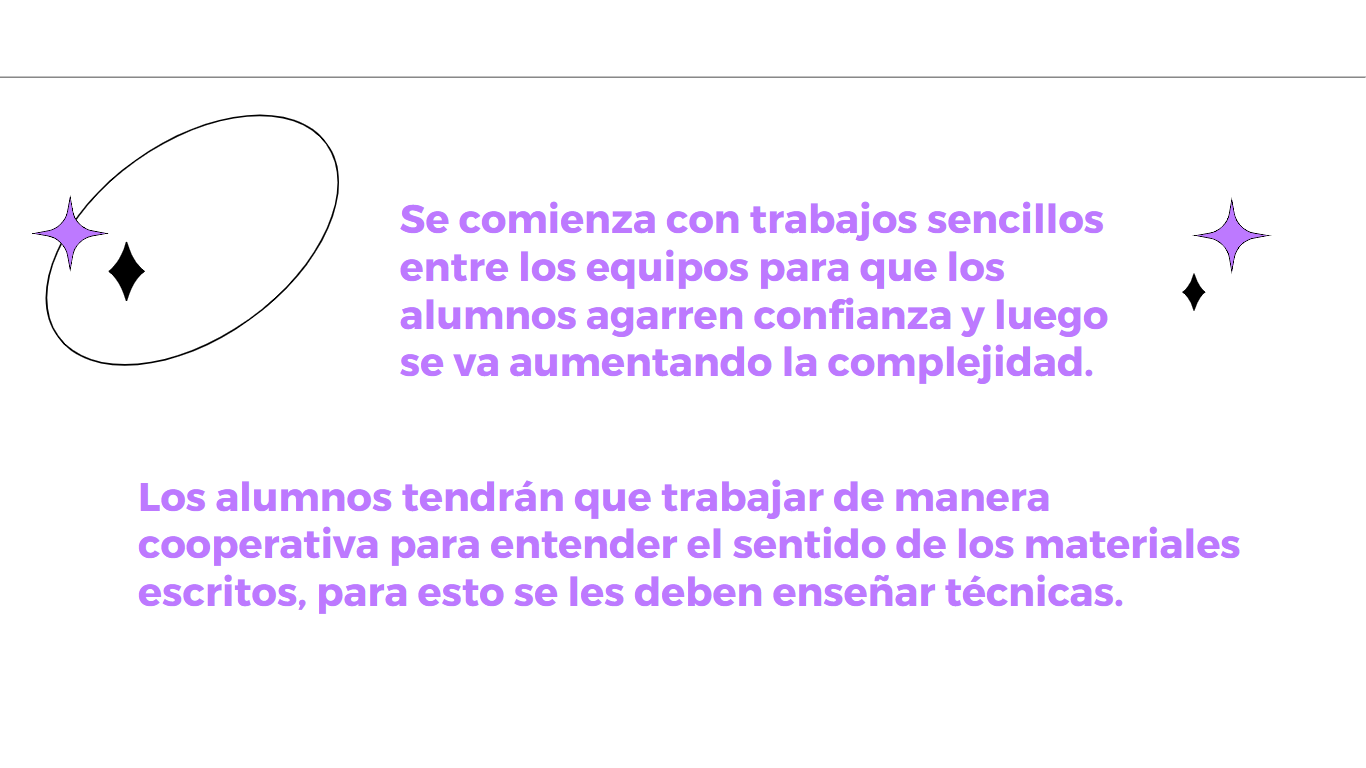 Se comienza con trabajos sencillos
entre los equipos para que los
alumnos agarren confianza y luego
se va aumentando la complejidad.
Los alumnos tendrán que trabajar de manera
cooperativa para entender el sentido de los materiales
escritos, para esto se les deben enseñar técnicas.